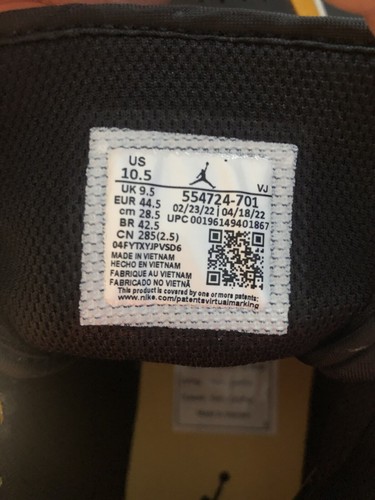 US
10.5
VJ
UK 9.5
554724-701
EUR 44.5
02/23/22 | 04/18/22
cm 28.5
UPC 00196149401867
BR 42.5
CN 285(2.5)
04FYTXYJPVSD6
MADE IN VIETNAM
HECHO EN VIETNAM
FABRIQUE AU VIETNAM
FABRICADO NO VIETNÃ
This product is covered by one or more patents:
www.nike.com/patentsvirtualmarking